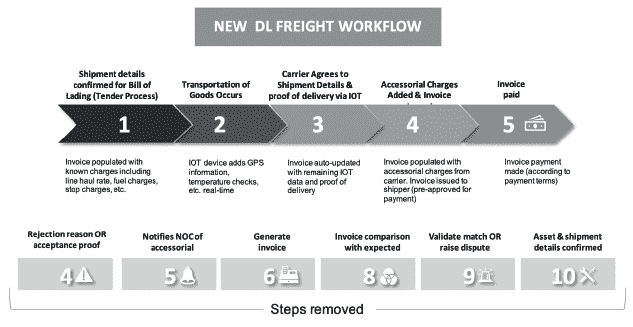 NEW DL FREIGHT WORKFLOW
Shipment details
confirmed for Bill of
Lading (Tender Process)
Transportation of
Goods Occurs
Carrier Agrees to
Shipment Details &
proof of delivery via IOT
Accessorial Charges
Added & Invoice
Invoice
paid
1
2
3
4
5
Invoice populated with
known charges including
line haul rate, fuel charges,
stop charges, etc.
IOT device adds GPS
information,
temperature checks,
etc. real-time
Invoice auto-updated
with remaining IOT
data and proof of
delivery
Invoice populated with
accessorial charges from
carrier. Invoice issued to
shipper (pre-approved for
payment)
Invoice payment
made (according to
payment terms)
Rejection reason OR
acceptance proof
Notifies NOC of
accessorial
Generate
invoice
Invoice comparison
with expected
Validate match OR
raise dispute
Asset & shipment
details confirmed
4
5
6
8
9
10
Steps removed